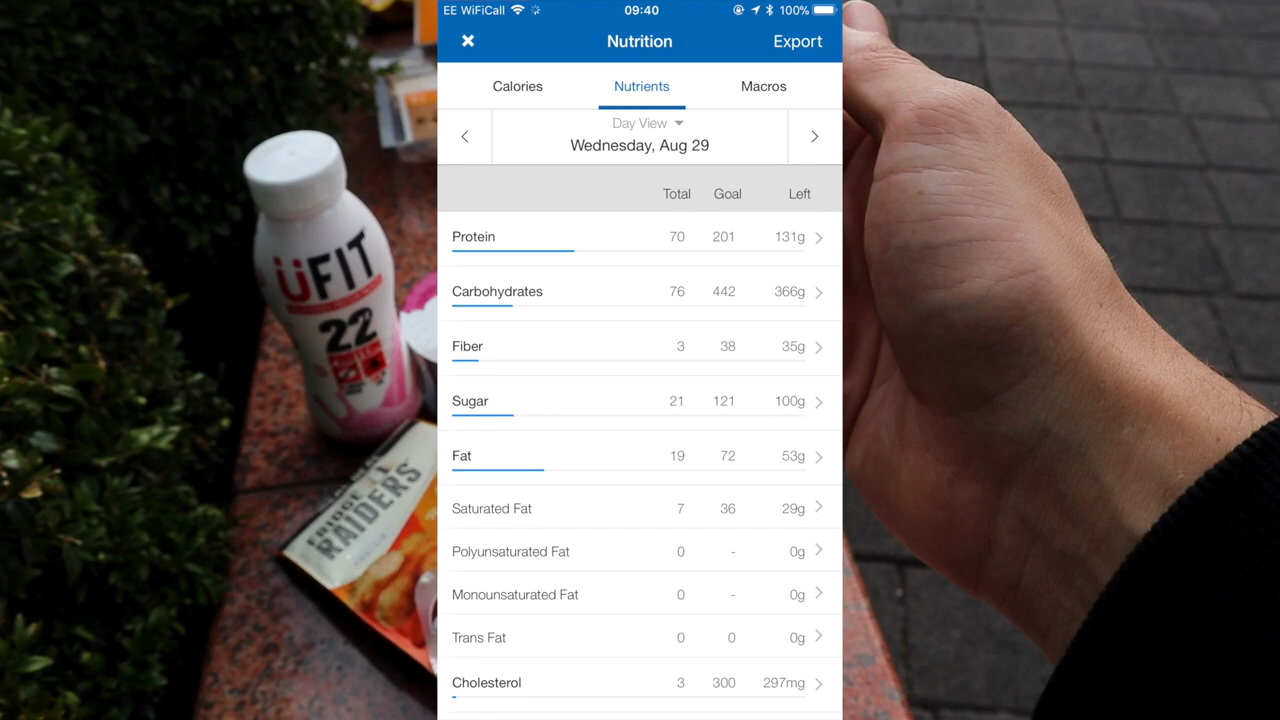 EE WiFiCall 09:40 100%
Nutrition Export
Calories Nutrients Macros
Day View
Wednesday, Aug 29
Total Goal Left
Protein 70 201 131g
Carbohydrates 76 442 366g
Fiber 3 38 35g
Sugar 21 121 100g
Fat 19 72 53g
Saturated Fat 7 36 29g
Polyunsaturated Fat 0 - 0g
Monounsaturated Fat 0 - 0g
Trans Fat 0 0 0g
Cholesterol 3 300 297mg
ÜFIT
22
PROTEIN
FRIDGE
RAIDERS